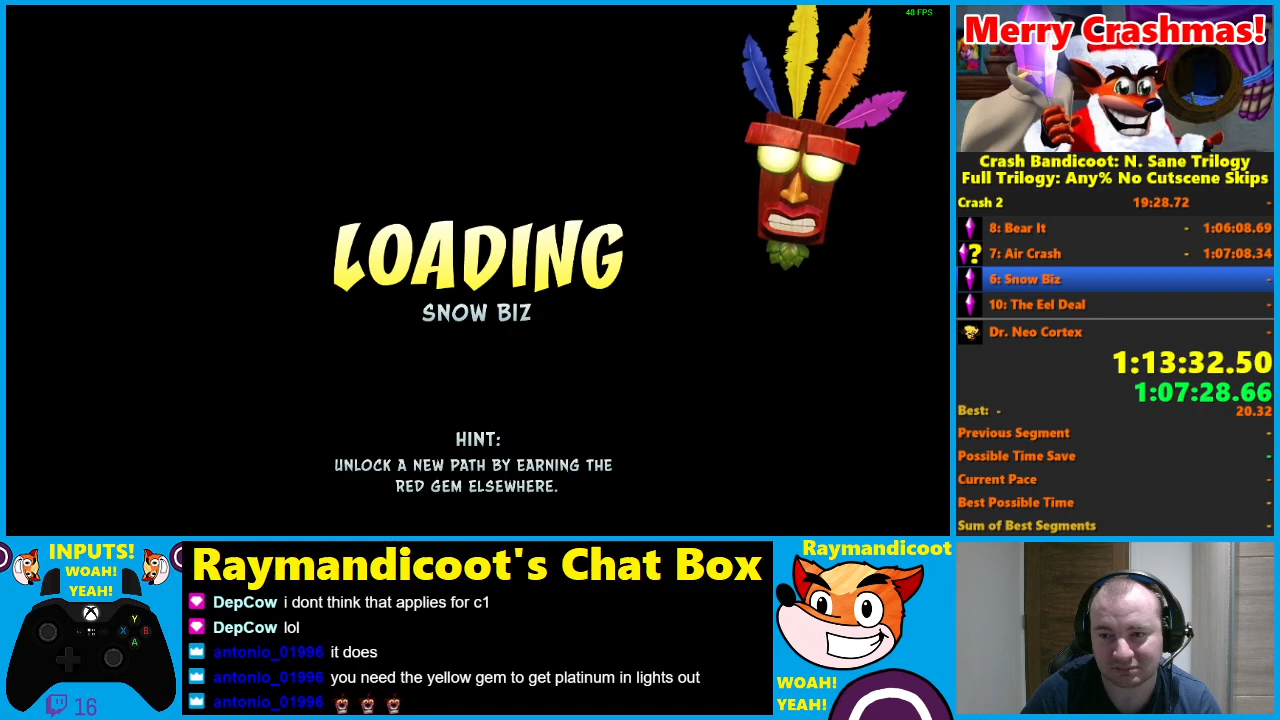 48 FPS
LOADING
SNOW BIZ
HINT:
UNLOCK A NEW PATH BY EARNING THE
RED GEM ELSEWHERE.
Merry Crashmas!
Crash Bandicoot: N. Sane Trilogy
Full Trilogy: Any% No Cutscene Skips
Crash 2 19:28.72 -
8: Bear It - 1:06:08.69
? 7: Air Crash - 1:07:08.34
6: Snow Biz -
10: The Eel Deal -
Dr. Neo Cortex -
1:13:32.50
1:07:28.66
Best: - 20.32
Previous Segment -
Possible Time Save -
Current Pace -
Best Possible Time -
Sum of Best Segments -
INPUTS!
WOAH!
YEAH!
Y
X B
A
16
Raymandicoot's Chat Box
DepCow i dont think that applies for c1
DepCow lol
antonio_01996 it does
antonio_01996 you need the yellow gem to get platinum in lights out
antonio_01996
Raymandicoot
WOAH!
YEAH!